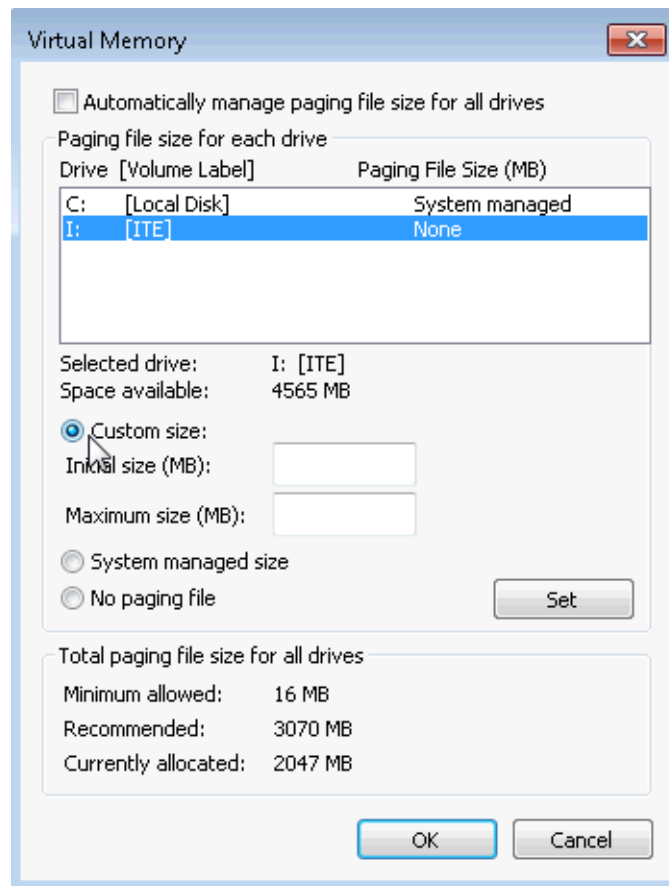 Virtual Memory
Automatically manage paging file size for all drives
Paging file size for each drive
Drive [Volume Label] Paging File Size (MB)
C: [Local Disk] System managed
I: [ITE] None
Selected drive: I: [ITE]
Space available: 4565 MB
Custom size:
Initial size (MB):
Maximum size (MB):
System managed size
No paging file Set
Total paging file size for all drives
Minimum allowed: 16 MB
Recommended: 3070 MB
Currently allocated: 2047 MB
OK Cancel